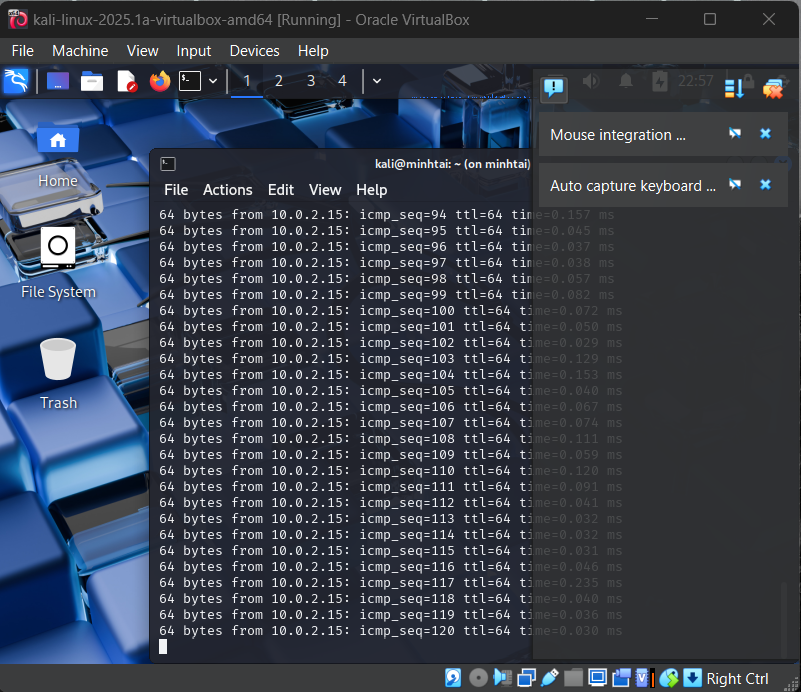 kali-linux-2025.1a-virtualbox-amd64 [Running] - Oracle VirtualBox
File Machine View Input Devices Help
1 2 3 4 22:57
Mouse integration ...
Auto capture keyboard ...
Home
File System
Trash
kali@minhtai: ~ (on minhtai)
File Actions Edit View Help
64 bytes from 10.0.2.15: icmp_seq=94 ttl=64 time=0.157 ms
64 bytes from 10.0.2.15: icmp_seq=95 ttl=64 time=0.045 ms
64 bytes from 10.0.2.15: icmp_seq=96 ttl=64 time=0.037 ms
64 bytes from 10.0.2.15: icmp_seq=97 ttl=64 time=0.038 ms
64 bytes from 10.0.2.15: icmp_seq=98 ttl=64 time=0.057 ms
64 bytes from 10.0.2.15: icmp_seq=99 ttl=64 time=0.082 ms
64 bytes from 10.0.2.15: icmp_seq=100 ttl=64 time=0.072 ms
64 bytes from 10.0.2.15: icmp_seq=101 ttl=64 time=0.050 ms
64 bytes from 10.0.2.15: icmp_seq=102 ttl=64 time=0.029 ms
64 bytes from 10.0.2.15: icmp_seq=103 ttl=64 time=0.129 ms
64 bytes from 10.0.2.15: icmp_seq=104 ttl=64 time=0.153 ms
64 bytes from 10.0.2.15: icmp_seq=105 ttl=64 time=0.040 ms
64 bytes from 10.0.2.15: icmp_seq=106 ttl=64 time=0.067 ms
64 bytes from 10.0.2.15: icmp_seq=107 ttl=64 time=0.074 ms
64 bytes from 10.0.2.15: icmp_seq=108 ttl=64 time=0.111 ms
64 bytes from 10.0.2.15: icmp_seq=109 ttl=64 time=0.059 ms
64 bytes from 10.0.2.15: icmp_seq=110 ttl=64 time=0.120 ms
64 bytes from 10.0.2.15: icmp_seq=111 ttl=64 time=0.091 ms
64 bytes from 10.0.2.15: icmp_seq=112 ttl=64 time=0.041 ms
64 bytes from 10.0.2.15: icmp_seq=113 ttl=64 time=0.032 ms
64 bytes from 10.0.2.15: icmp_seq=114 ttl=64 time=0.032 ms
64 bytes from 10.0.2.15: icmp_seq=115 ttl=64 time=0.031 ms
64 bytes from 10.0.2.15: icmp_seq=116 ttl=64 time=0.046 ms
64 bytes from 10.0.2.15: icmp_seq=117 ttl=64 time=0.235 ms
64 bytes from 10.0.2.15: icmp_seq=118 ttl=64 time=0.040 ms
64 bytes from 10.0.2.15: icmp_seq=119 ttl=64 time=0.036 ms
64 bytes from 10.0.2.15: icmp_seq=120 ttl=64 time=0.030 ms
Right Ctrl